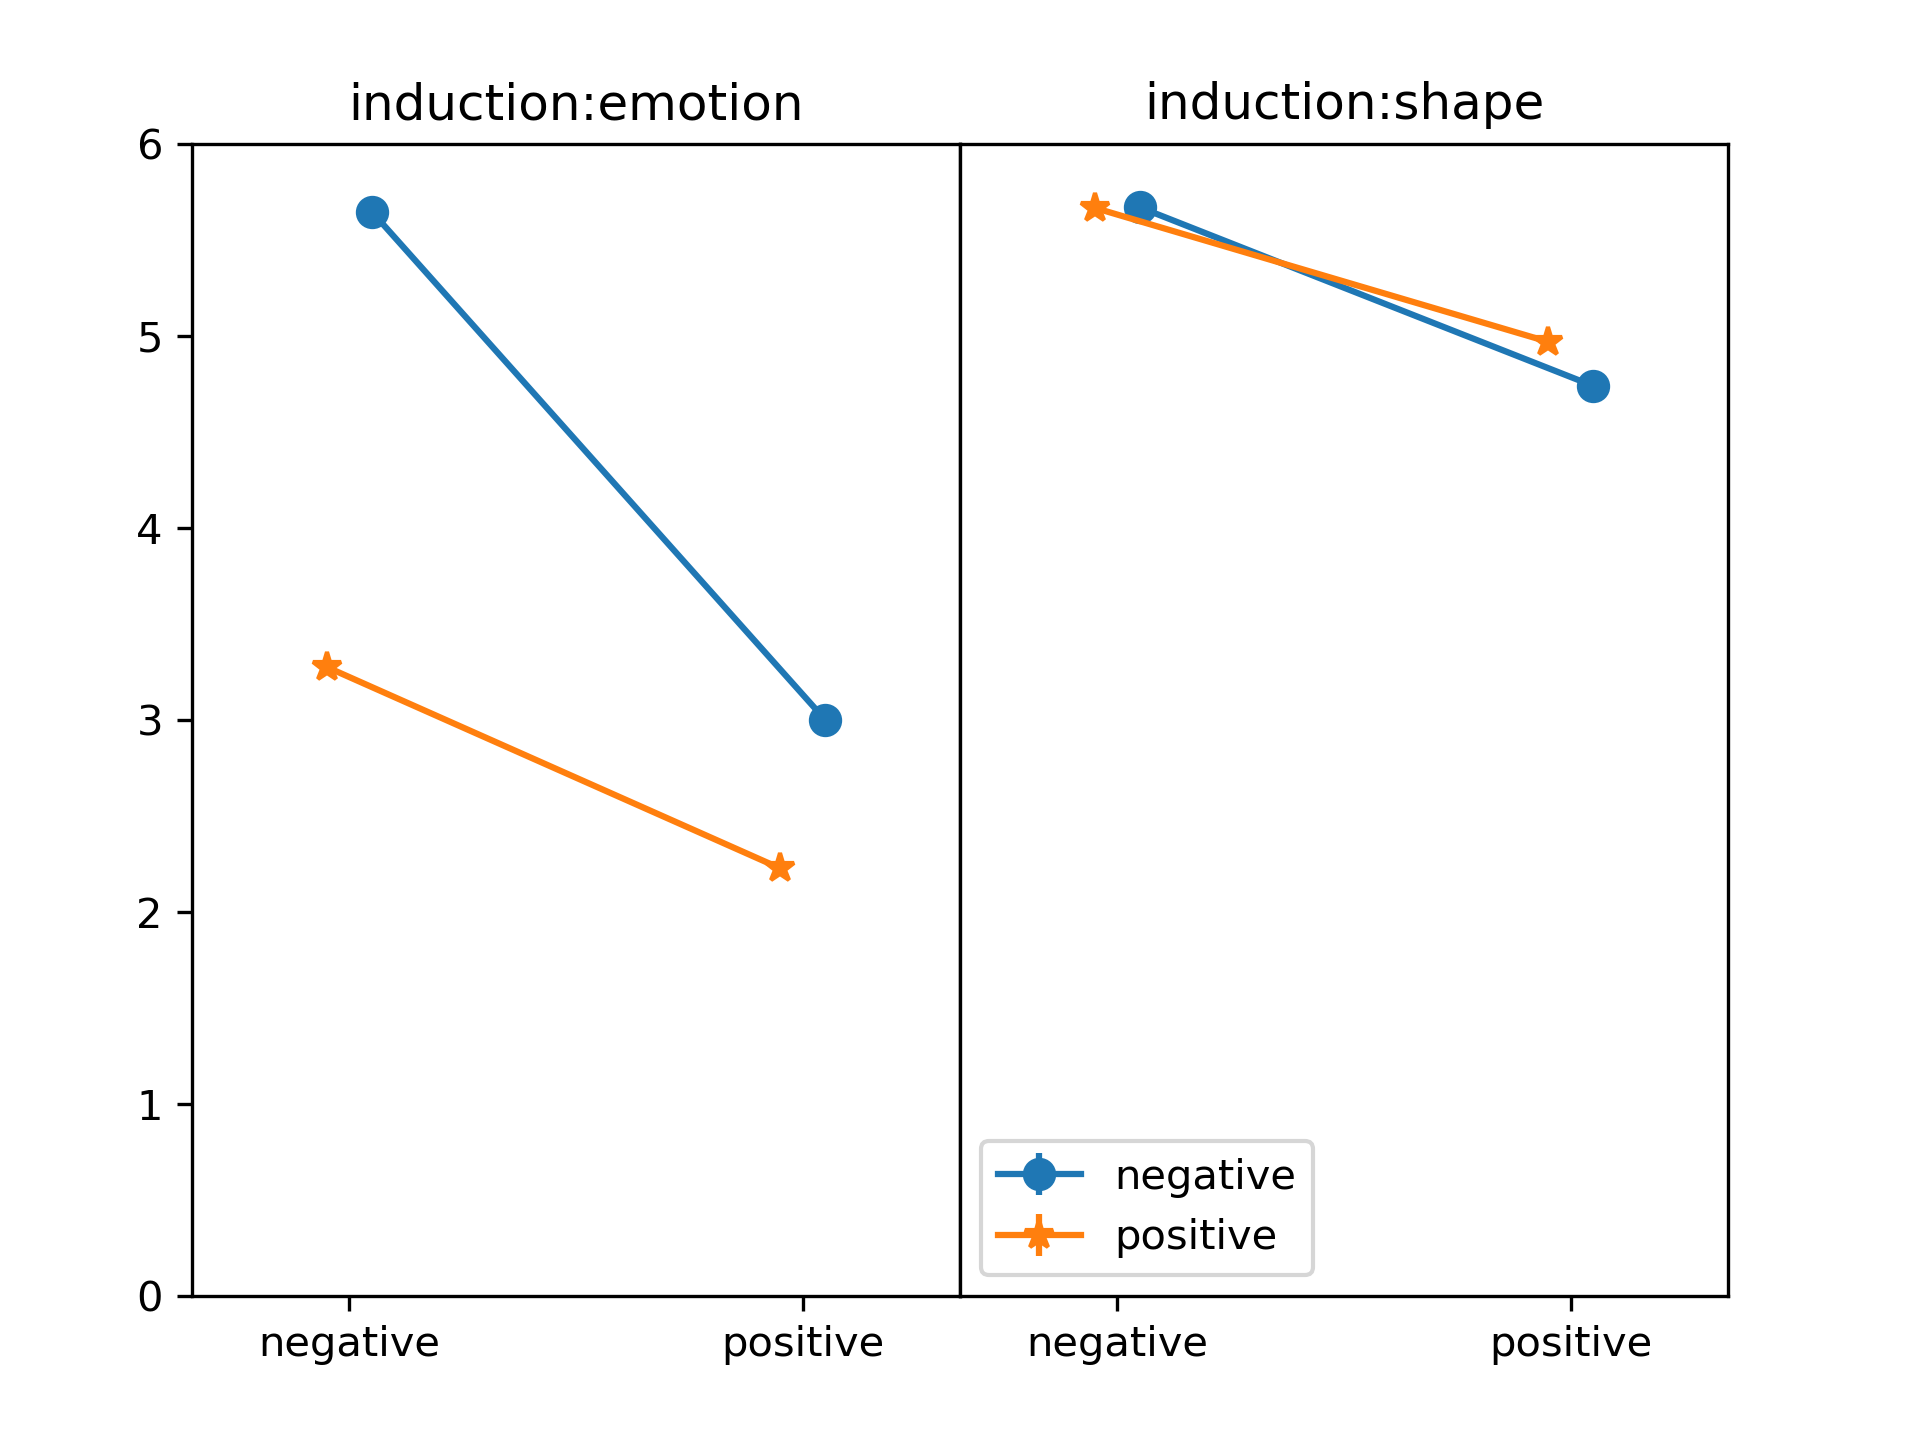 induction:emotion
induction:shape
6
5
4
3
2
1
0
negative
positive
negative
positive
negative
positive